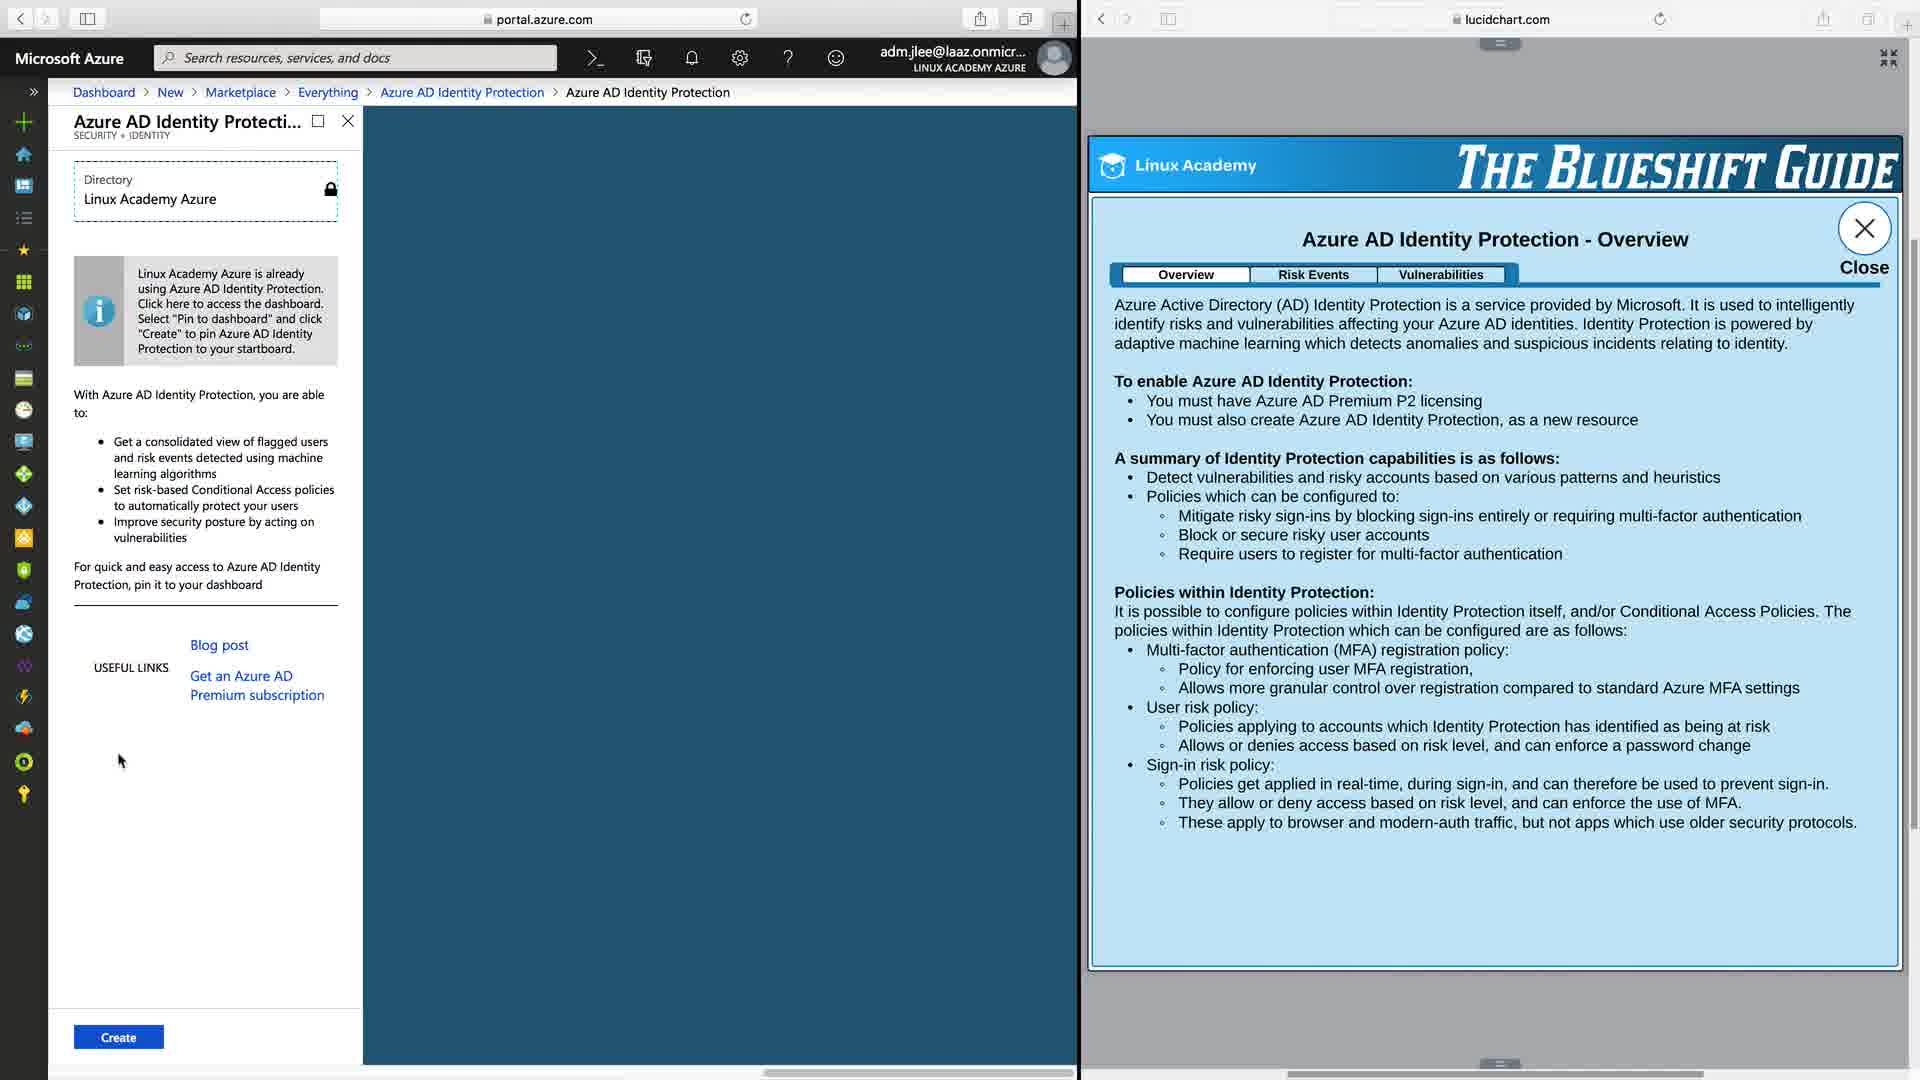 portal.azure.com
Microsoft Azure
Search resources, services, and docs
adm.jlee@laaz.onmicr...
LINUX ACADEMY AZURE
Dashboard > New > Marketplace > Everything > Azure AD Identity Protection > Azure AD Identity Protection
Azure AD Identity Protecti...
SECURITY + IDENTITY
Directory
Linux Academy Azure
Linux Academy Azure is already
using Azure AD Identity Protection.
Click here to access the dashboard.
Select "Pin to dashboard" and click
"Create" to pin Azure AD Identity
Protection to your startboard.
With Azure AD Identity Protection, you are able
to:
• Get a consolidated view of flagged users
and risk events detected using machine
learning algorithms
• Set risk-based Conditional Access policies
to automatically protect your users
• Improve security posture by acting on
vulnerabilities
For quick and easy access to Azure AD Identity
Protection, pin it to your dashboard
USEFUL LINKS
Blog post
Get an Azure AD
Premium subscription
Create
lucidchart.com
Linux Academy
THE BLUESHIFT GUIDE
Azure AD Identity Protection - Overview
Close
Overview
Risk Events
Vulnerabilities
Azure Active Directory (AD) Identity Protection is a service provided by Microsoft. It is used to intelligently
identify risks and vulnerabilities affecting your Azure AD identities. Identity Protection is powered by
adaptive machine learning which detects anomalies and suspicious incidents relating to identity.
To enable Azure AD Identity Protection:
• You must have Azure AD Premium P2 licensing
• You must also create Azure AD Identity Protection, as a new resource
A summary of Identity Protection capabilities is as follows:
• Detect vulnerabilities and risky accounts based on various patterns and heuristics
• Policies which can be configured to:
◦ Mitigate risky sign-ins by blocking sign-ins entirely or requiring multi-factor authentication
◦ Block or secure risky user accounts
◦ Require users to register for multi-factor authentication
Policies within Identity Protection:
It is possible to configure policies within Identity Protection itself, and/or Conditional Access Policies. The
policies within Identity Protection which can be configured are as follows:
• Multi-factor authentication (MFA) registration policy:
◦ Policy for enforcing user MFA registration,
◦ Allows more granular control over registration compared to standard Azure MFA settings
• User risk policy:
◦ Policies applying to accounts which Identity Protection has identified as being at risk
◦ Allows or denies access based on risk level, and can enforce a password change
• Sign-in risk policy:
◦ Policies get applied in real-time, during sign-in, and can therefore be used to prevent sign-in.
◦ They allow or deny access based on risk level, and can enforce the use of MFA.
◦ These apply to browser and modern-auth traffic, but not apps which use older security protocols.